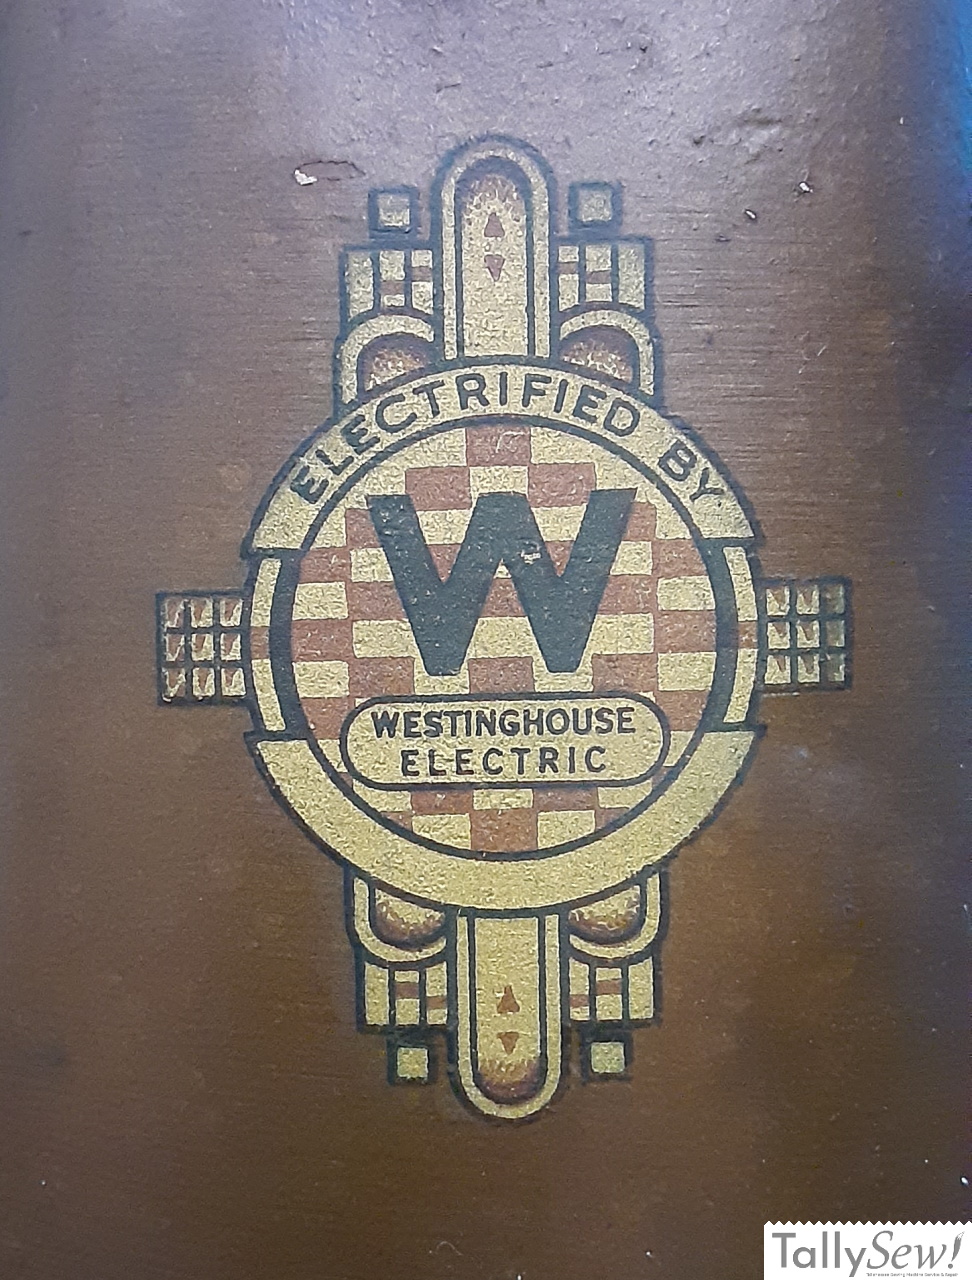 ELECTRIFIED BY
W
WESTINGHOUSE
ELECTRIC
TallySew!